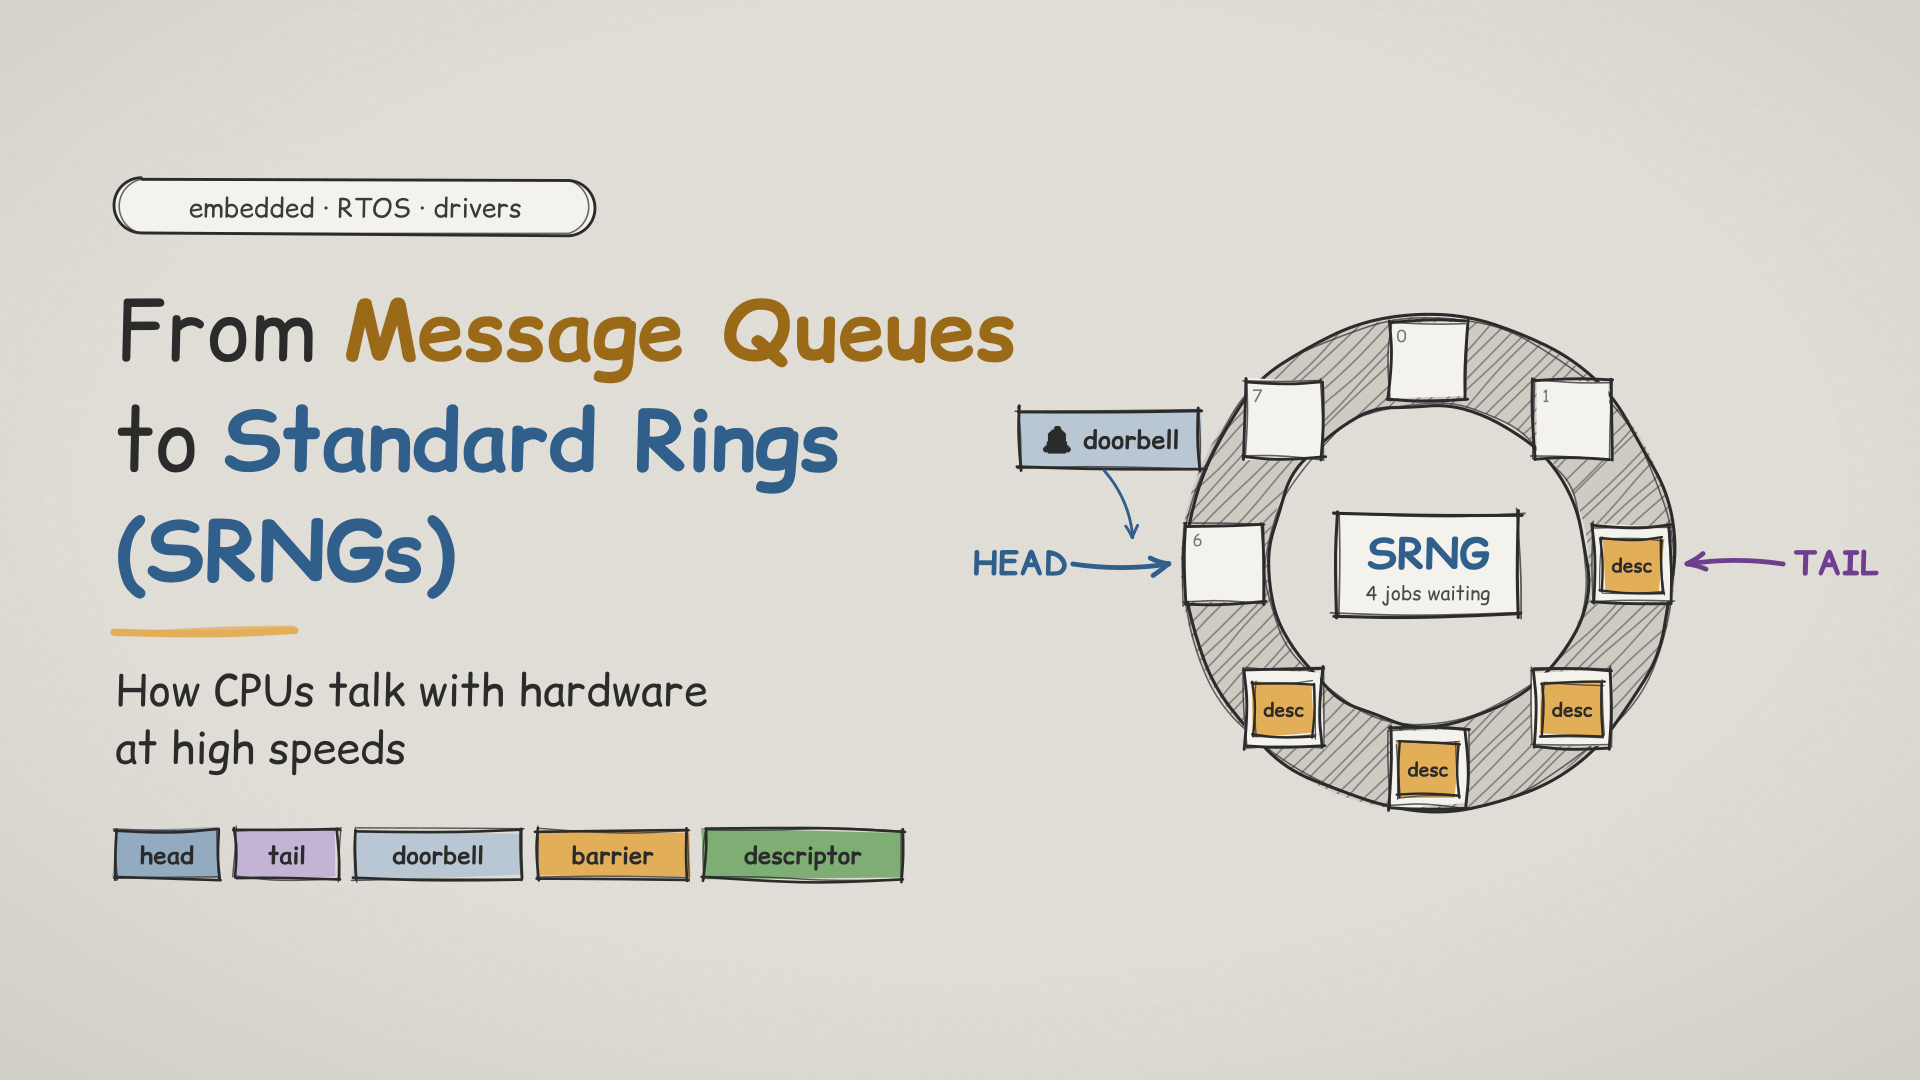 embedded · RTOS · drivers
From Message Queues
to Standard Rings
(SRNGs)
How CPUs talk with hardware
at high speeds
head
tail
doorbell
barrier
descriptor
doorbell
HEAD
TAIL
0
1
7
6
desc
desc
desc
desc
SRNG
4 jobs waiting